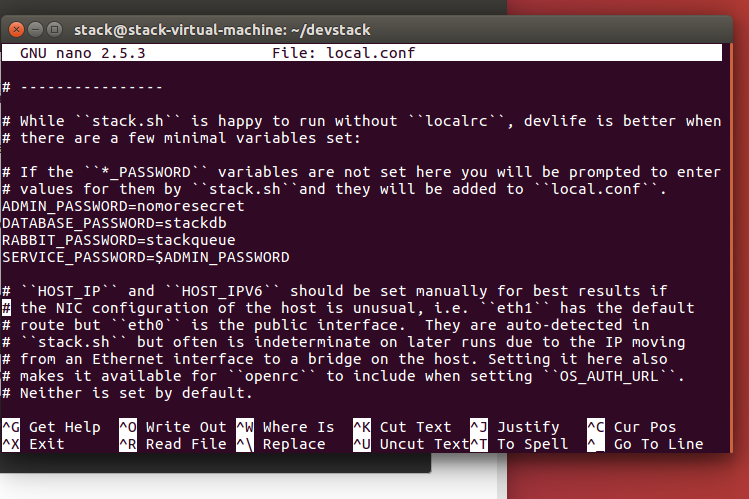 stack@stack-virtual-machine: ~/devstack
GNU nano 2.5.3 File: local.conf
# ----------------
# While ``stack.sh`` is happy to run without ``localrc``, devlife is better when
# there are a few minimal variables set:
# If the ``*_PASSWORD`` variables are not set here you will be prompted to enter
# values for them by ``stack.sh``and they will be added to ``local.conf``.
ADMIN_PASSWORD=nomoresecret
DATABASE_PASSWORD=stackdb
RABBIT_PASSWORD=stackqueue
SERVICE_PASSWORD=$ADMIN_PASSWORD
# ``HOST_IP`` and ``HOST_IPV6`` should be set manually for best results if
# the NIC configuration of the host is unusual, i.e. ``eth1`` has the default
# route but ``eth0`` is the public interface.  They are auto-detected in
# ``stack.sh`` but often is indeterminate on later runs due to the IP moving
# from an Ethernet interface to a bridge on the host. Setting it here also
# makes it available for ``openrc`` to include when setting ``OS_AUTH_URL``.
# Neither is set by default.
^G Get Help ^O Write Out ^W Where Is ^K Cut Text ^J Justify ^C Cur Pos
^X Exit ^R Read File ^\ Replace ^U Uncut Text ^T To Spell ^_ Go To Line